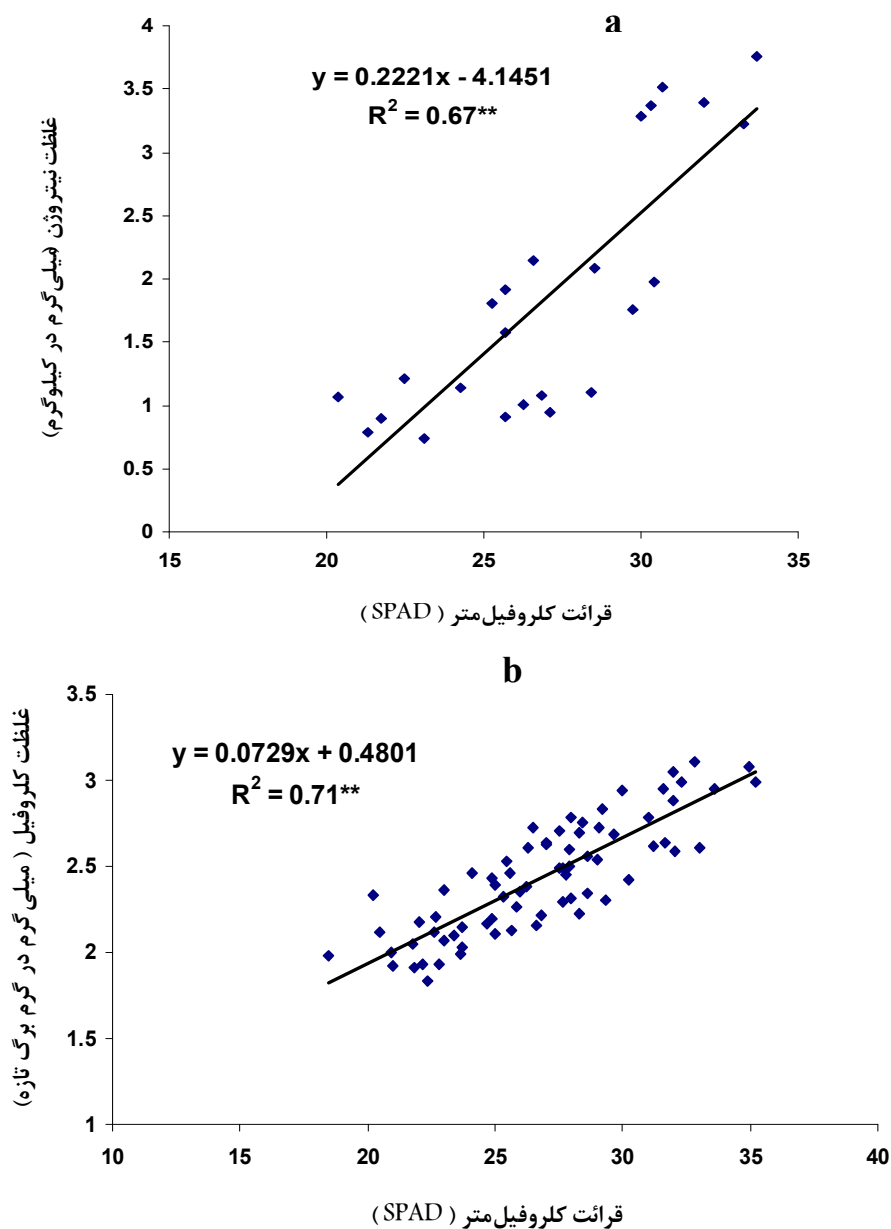 a
غلظت نیتروژن (میلی‌گرم در کیلوگرم)
y = 0.2221x - 4.1451
R² = 0.67**
4
3.5
3
2.5
2
1.5
1
0.5
0
15 20 25 30 35
قرائت کلروفیل‌متر ( SPAD )
b
غلظت کلروفیل ( میلی گرم در گرم برگ تازه)
y = 0.0729x + 0.4801
R² = 0.71**
3.5
3
2.5
2
1.5
1
10 15 20 25 30 35 40
قرائت کلروفیل‌متر ( SPAD )